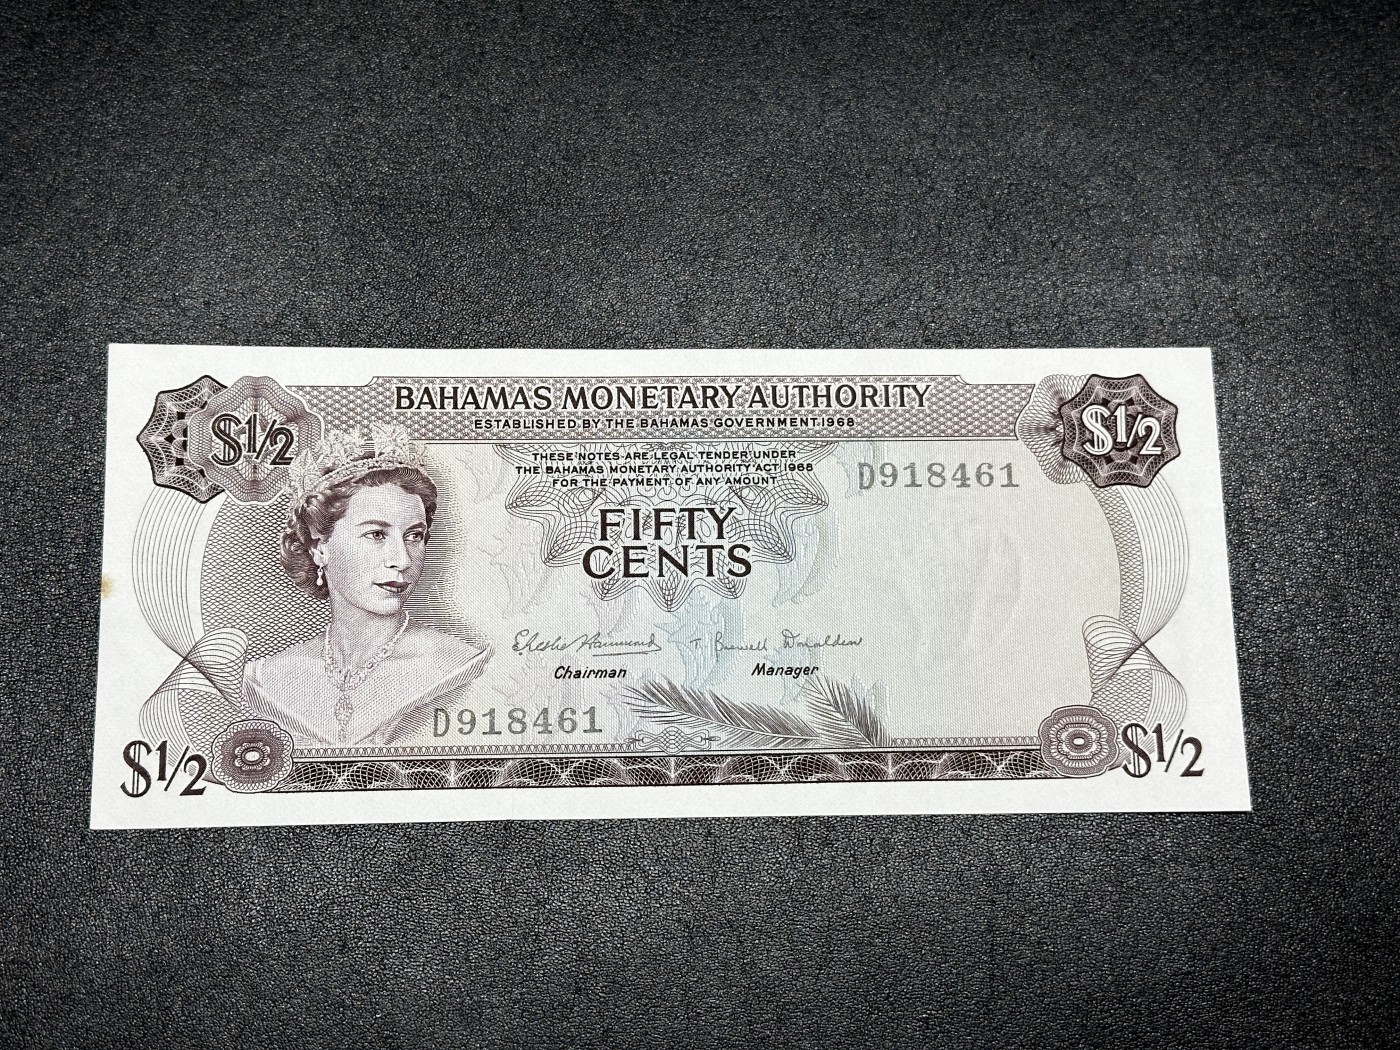 BAHAMAS MONETARY AUTHORITY
ESTABLISHED BY THE BAHAMAS GOVERNMENT 1968
$1/2
$1/2
THESE NOTES ARE LEGAL TENDER UNDER
THE BAHAMAS MONETARY AUTHORITY ACT 1968
FOR THE PAYMENT OF ANY AMOUNT
D918461
FIFTY
CENTS
T. Baswell Donaldson
Chairman
Manager
D918461
$1/2
$1/2